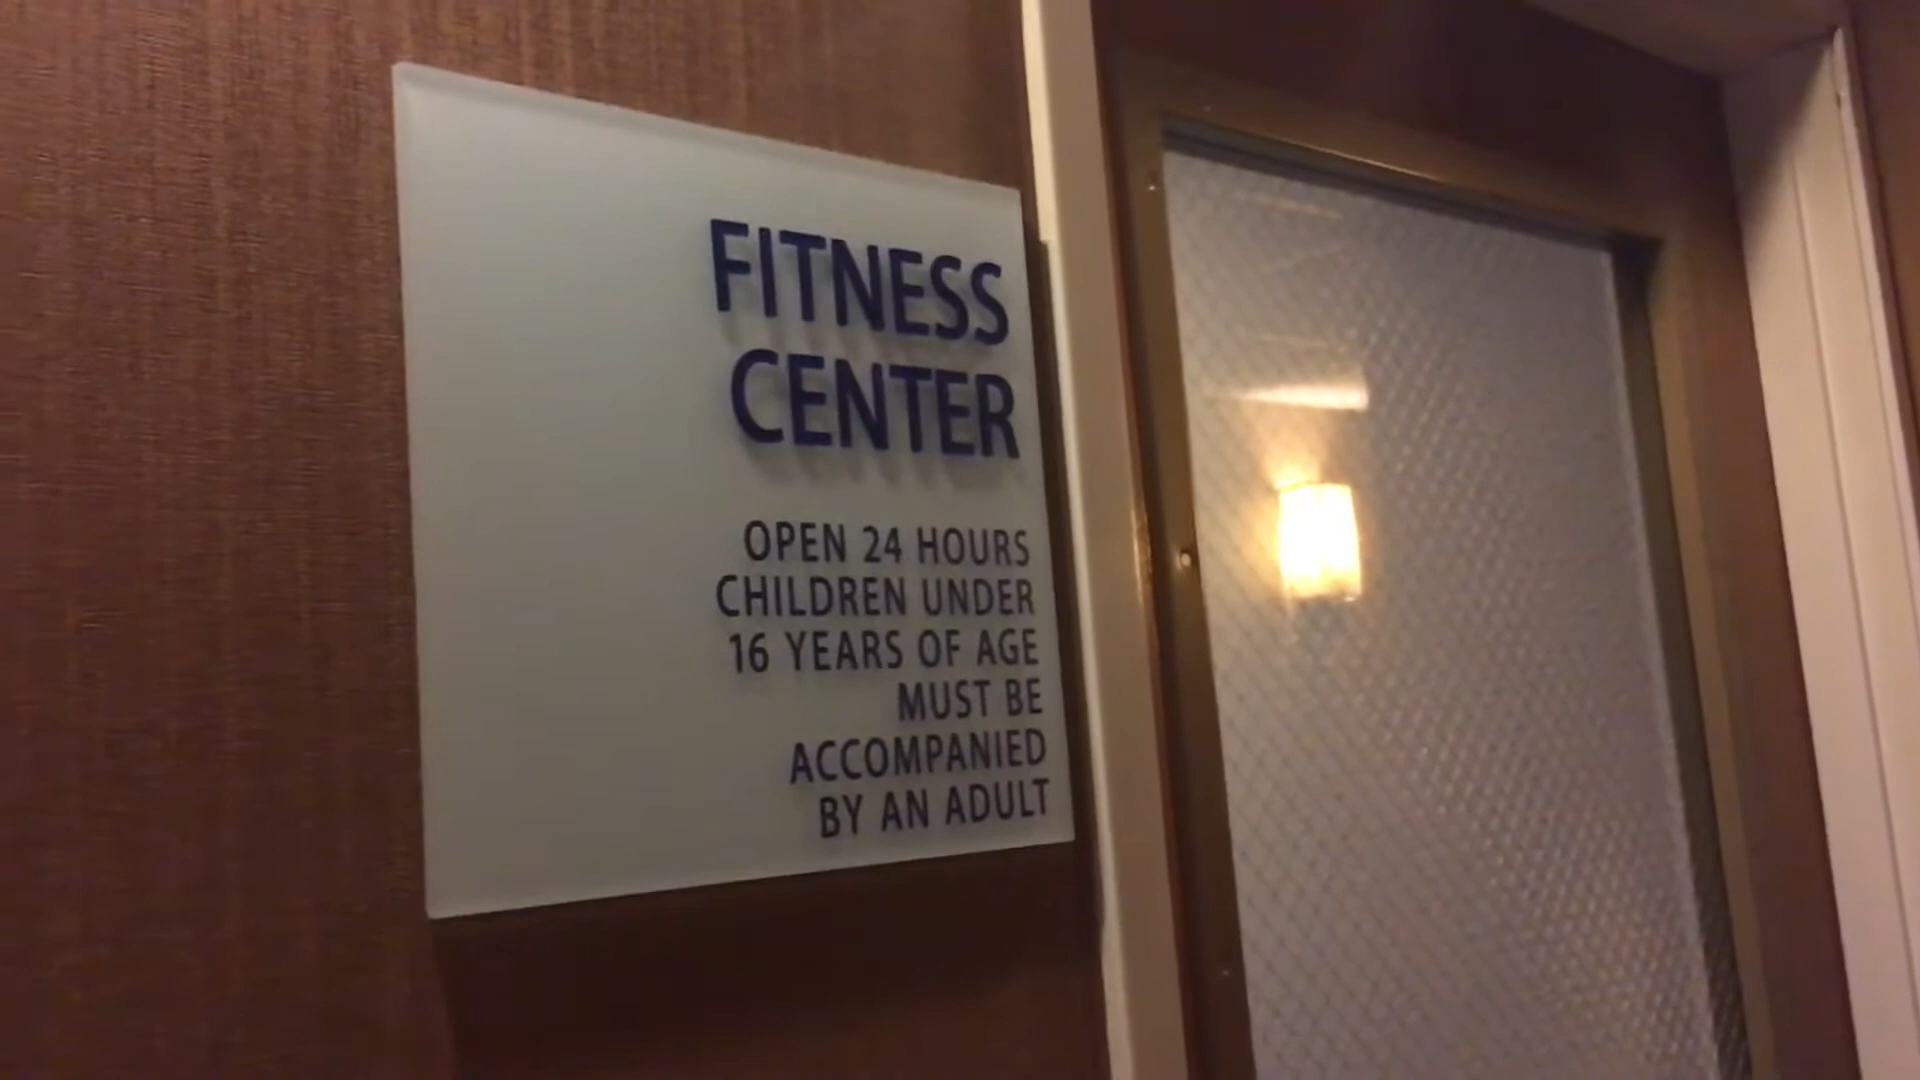 FITNESS
CENTER
OPEN 24 HOURS
CHILDREN UNDER
16 YEARS OF AGE
MUST BE
ACCOMPANIED
BY AN ADULT